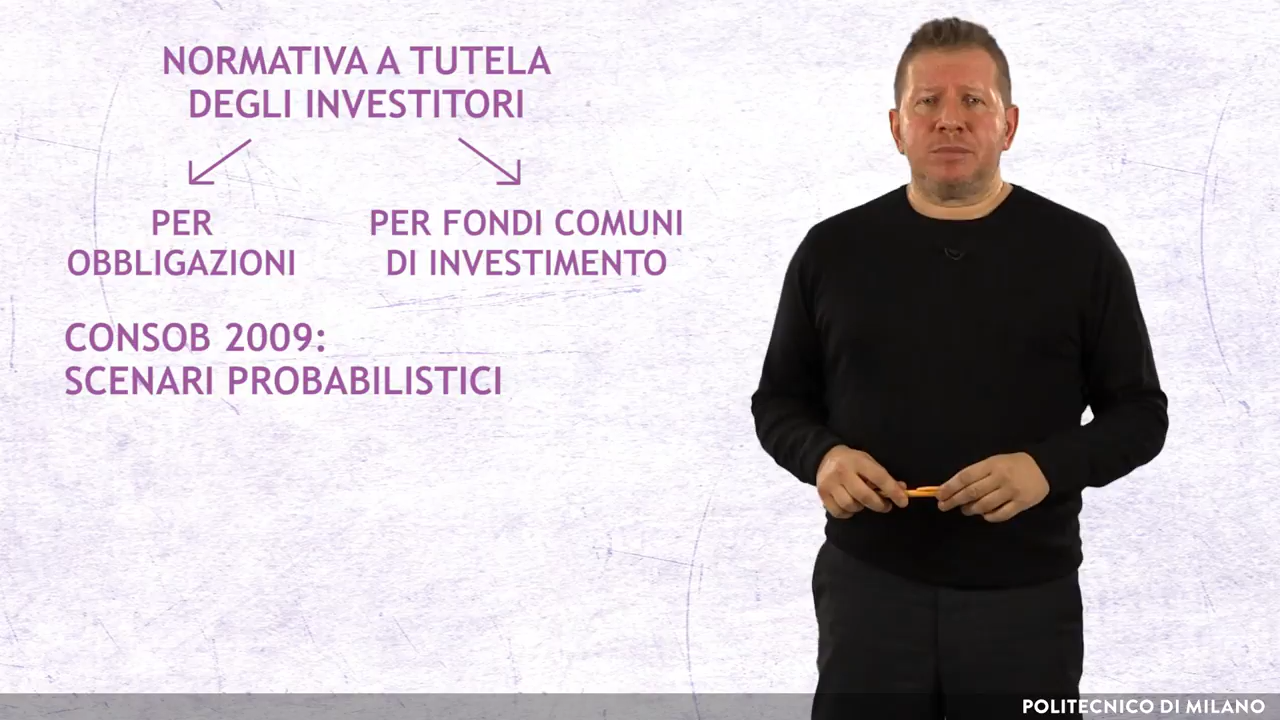 NORMATIVA A TUTELA
DEGLI INVESTITORI
PER
OBBLIGAZIONI
PER FONDI COMUNI
DI INVESTIMENTO
CONSOB 2009:
SCENARI PROBABILISTICI
POLITECNICO DI MILANO